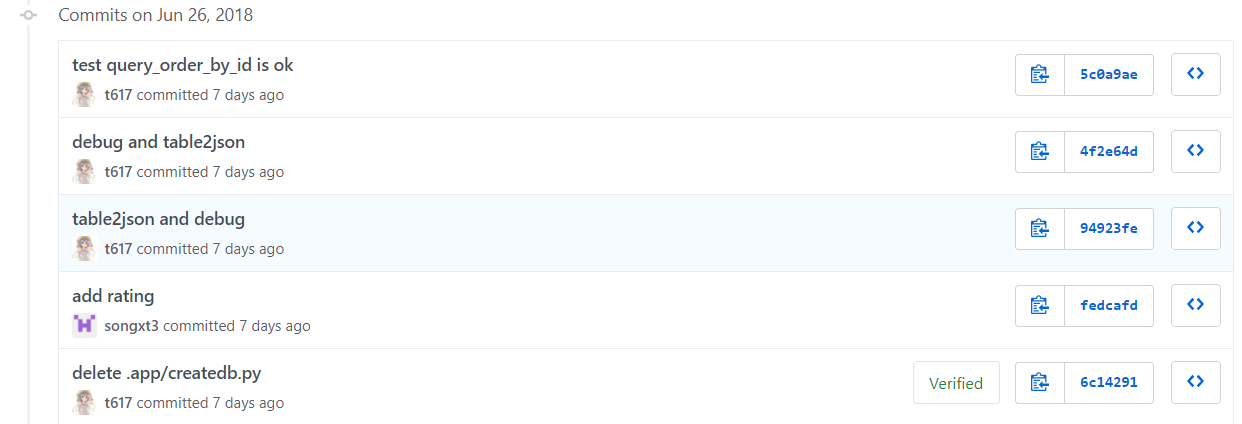 Commits on Jun 26, 2018
test query_order_by_id is ok
5c0a9ae
t617 committed 7 days ago
debug and table2json
4f2e64d
t617 committed 7 days ago
table2json and debug
94923fe
t617 committed 7 days ago
add rating
fedcafd
songxt3 committed 7 days ago
delete .app/createdb.py
Verified 6c14291
t617 committed 7 days ago